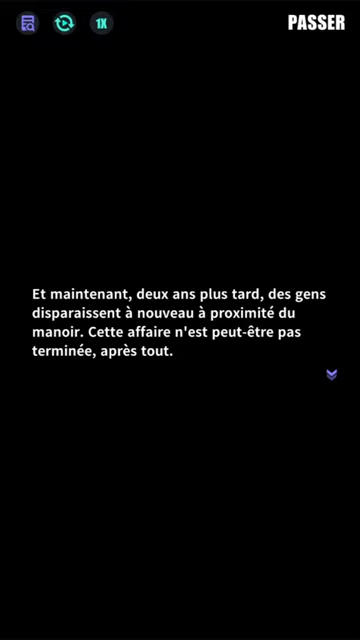 1X
PASSER
Et maintenant, deux ans plus tard, des gens
disparaissent à nouveau à proximité du
manoir. Cette affaire n'est peut-être pas
terminée, après tout.